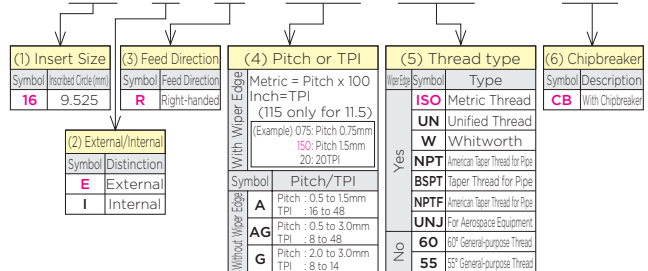 (1) Insert Size
Symbol Inscribed Circle (mm)
16 9.525
(2) External/Internal
Symbol Distinction
E External
I Internal
(3) Feed Direction
Symbol Feed Direction
R Right-handed
(4) Pitch or TPI
With Wiper Edge
Metric = Pitch x 100
Inch=TPI
(115 only for 11.5)
(Example) 075: Pitch 0.75mm
150: Pitch 1.5mm
20: 20TPI
Symbol Pitch/TPI
Without Wiper Edge
A Pitch : 0.5 to 1.5mm
TPI : 16 to 48
AG Pitch : 0.5 to 3.0mm
TPI : 8 to 48
G Pitch : 2.0 to 3.0mm
TPI : 8 to 14
(5) Thread type
Wiper Edge Symbol Type
Yes
ISO Metric Thread
UN Unified Thread
W Whitworth
NPT American Taper Thread for Pipe
BSPT Taper Thread for Pipe
NPTF American Taper Thread for Pipe
UNJ For Aerospace Equipment
No
60 60° General-purpose Thread
55 55° General-purpose Thread
(6) Chipbreaker
Symbol Description
CB With Chipbreaker